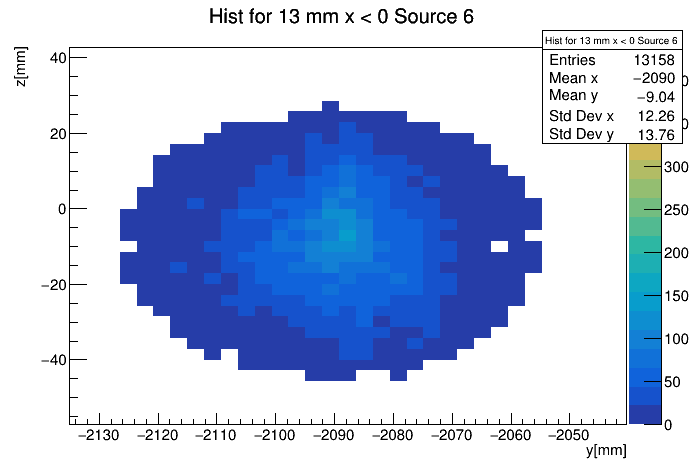 Hist for 13 mm x < 0 Source 6
z[mm]
Hist for 13 mm x < 0 Source 6
Entries 13158
Mean x −2090
Mean y −9.04
Std Dev x 12.26
Std Dev y 13.76
40
20
0
−20
−40
0
0
300
250
200
150
100
50
0
−2130 −2120 −2110 −2100 −2090 −2080 −2070 −2060 −2050
y[mm]